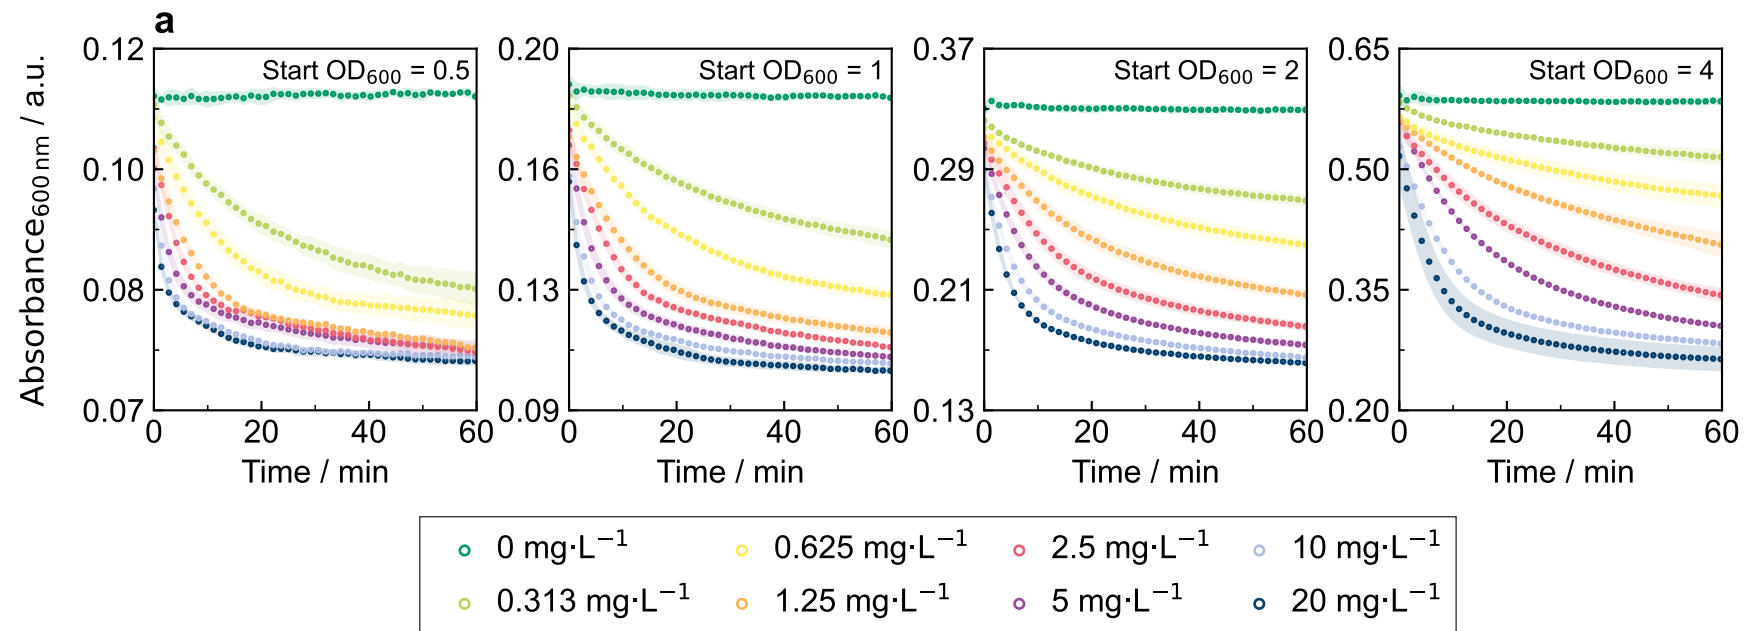 a
Absorbance₆₀₀ ₙₘ / a.u.
0.12
0.10
0.08
0.07
Start OD₆₀₀ = 0.5
0 20 40 60
Time / min
0.20
0.16
0.13
0.09
Start OD₆₀₀ = 1
0 20 40 60
Time / min
0.37
0.29
0.21
0.13
Start OD₆₀₀ = 2
0 20 40 60
Time / min
0.65
0.50
0.35
0.20
Start OD₆₀₀ = 4
0 20 40 60
Time / min
0 mg·L⁻¹ 0.625 mg·L⁻¹ 2.5 mg·L⁻¹ 10 mg·L⁻¹
0.313 mg·L⁻¹ 1.25 mg·L⁻¹ 5 mg·L⁻¹ 20 mg·L⁻¹